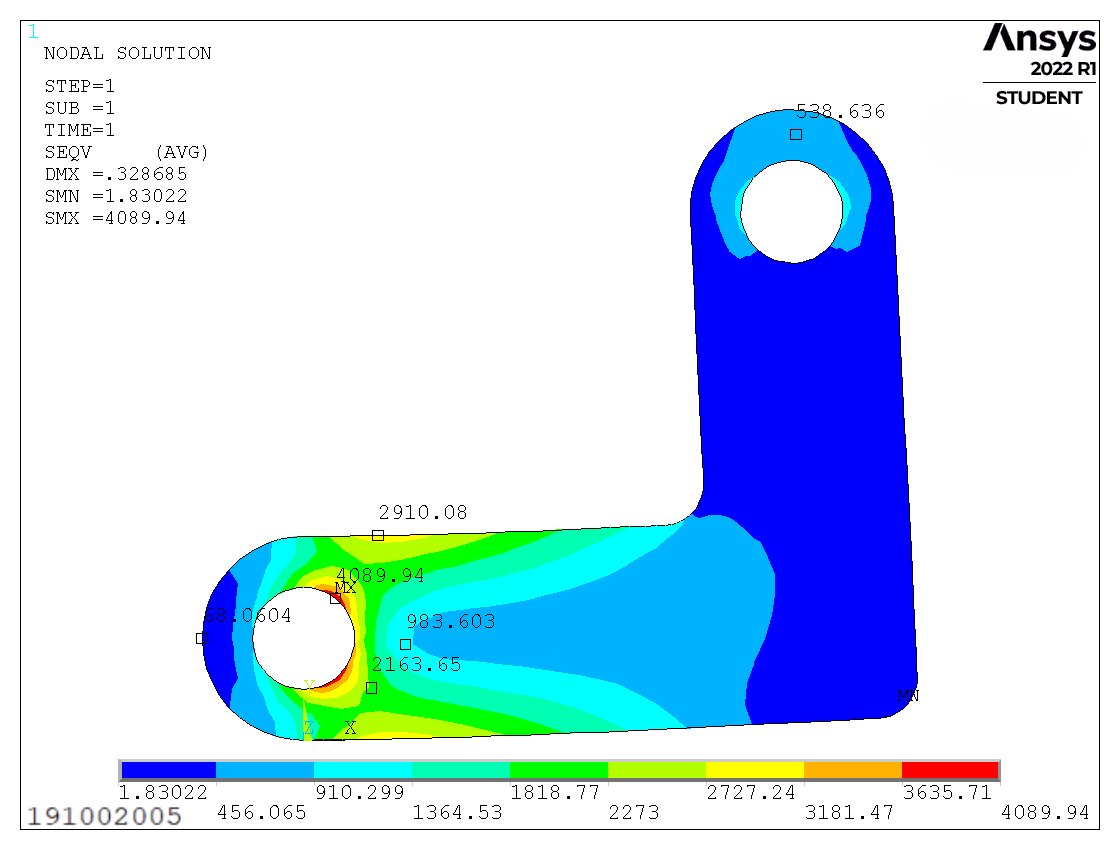 1
NODAL SOLUTION
STEP=1
SUB =1
TIME=1
SEQV (AVG)
DMX =.328685
SMN =1.83022
SMX =4089.94
Ansys
2022 R1
STUDENT
538.636
2910.08
4089.94
MX
63.0604
983.603
2163.65
Y
Z X
MN
1.83022 910.299 1818.77 2727.24 3635.71
456.065 1364.53 2273 3181.47 4089.94
191002005